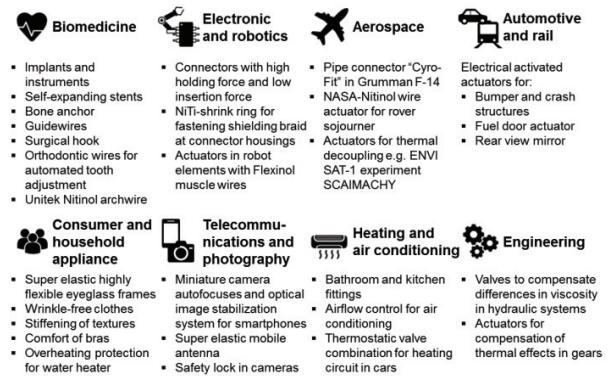 Biomedicine
▪ Implants and
instruments
▪ Self-expanding stents
▪ Bone anchor
▪ Guidewires
▪ Surgical hook
▪ Orthodontic wires for
automated tooth
adjustment
▪ Unitek Nitinol archwire
Electronic
and robotics
▪ Connectors with high
holding force and low
insertion force
▪ NiTi-shrink ring for
fastening shielding braid
at connector housings
▪ Actuators in robot
elements with Flexinol
muscle wires
Aerospace
▪ Pipe connector “Cyro-
Fit” in Grumman F-14
▪ NASA-Nitinol wire
actuator for rover
sojourner
▪ Actuators for thermal
decoupling e.g. ENVI
SAT-1 experiment
SCAIMACHY
Automotive
and rail
Electrical activated
actuators for:
▪ Bumper and crash
structures
▪ Fuel door actuator
▪ Rear view mirror
Consumer and
household
appliance
▪ Super elastic highly
flexible eyeglass frames
▪ Wrinkle-free clothes
▪ Stiffening of textures
▪ Comfort of bras
▪ Overheating protection
for water heater
Telecommu-
nications and
photography
▪ Miniature camera
autofocuses and optical
image stabilization
system for smartphones
▪ Super elastic mobile
antenna
▪ Safety lock in cameras
Heating and
air conditioning
▪ Bathroom and kitchen
fittings
▪ Airflow control for air
conditioning
▪ Thermostatic valve
combination for heating
circuit in cars
Engineering
▪ Valves to compensate
differences in viscosity
in hydraulic systems
▪ Actuators for
compensation of
thermal effects in gears